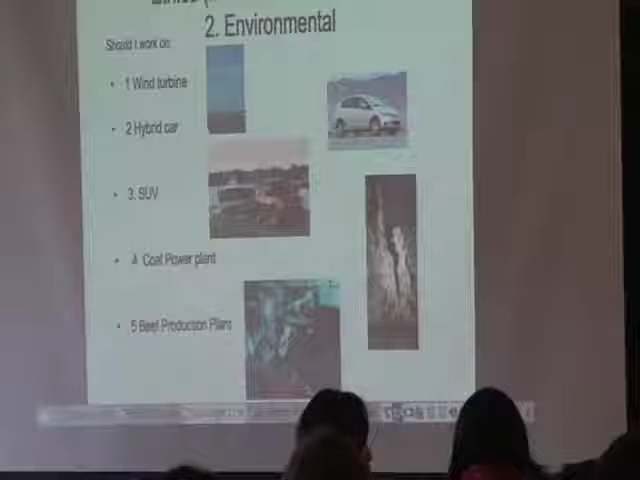 2. Environmental
Should I work on:
• 1 Wind turbine
• 2 Hybrid car
• 3. SUV
• 4 Coal Power plant
• 5 Beef Production Plant